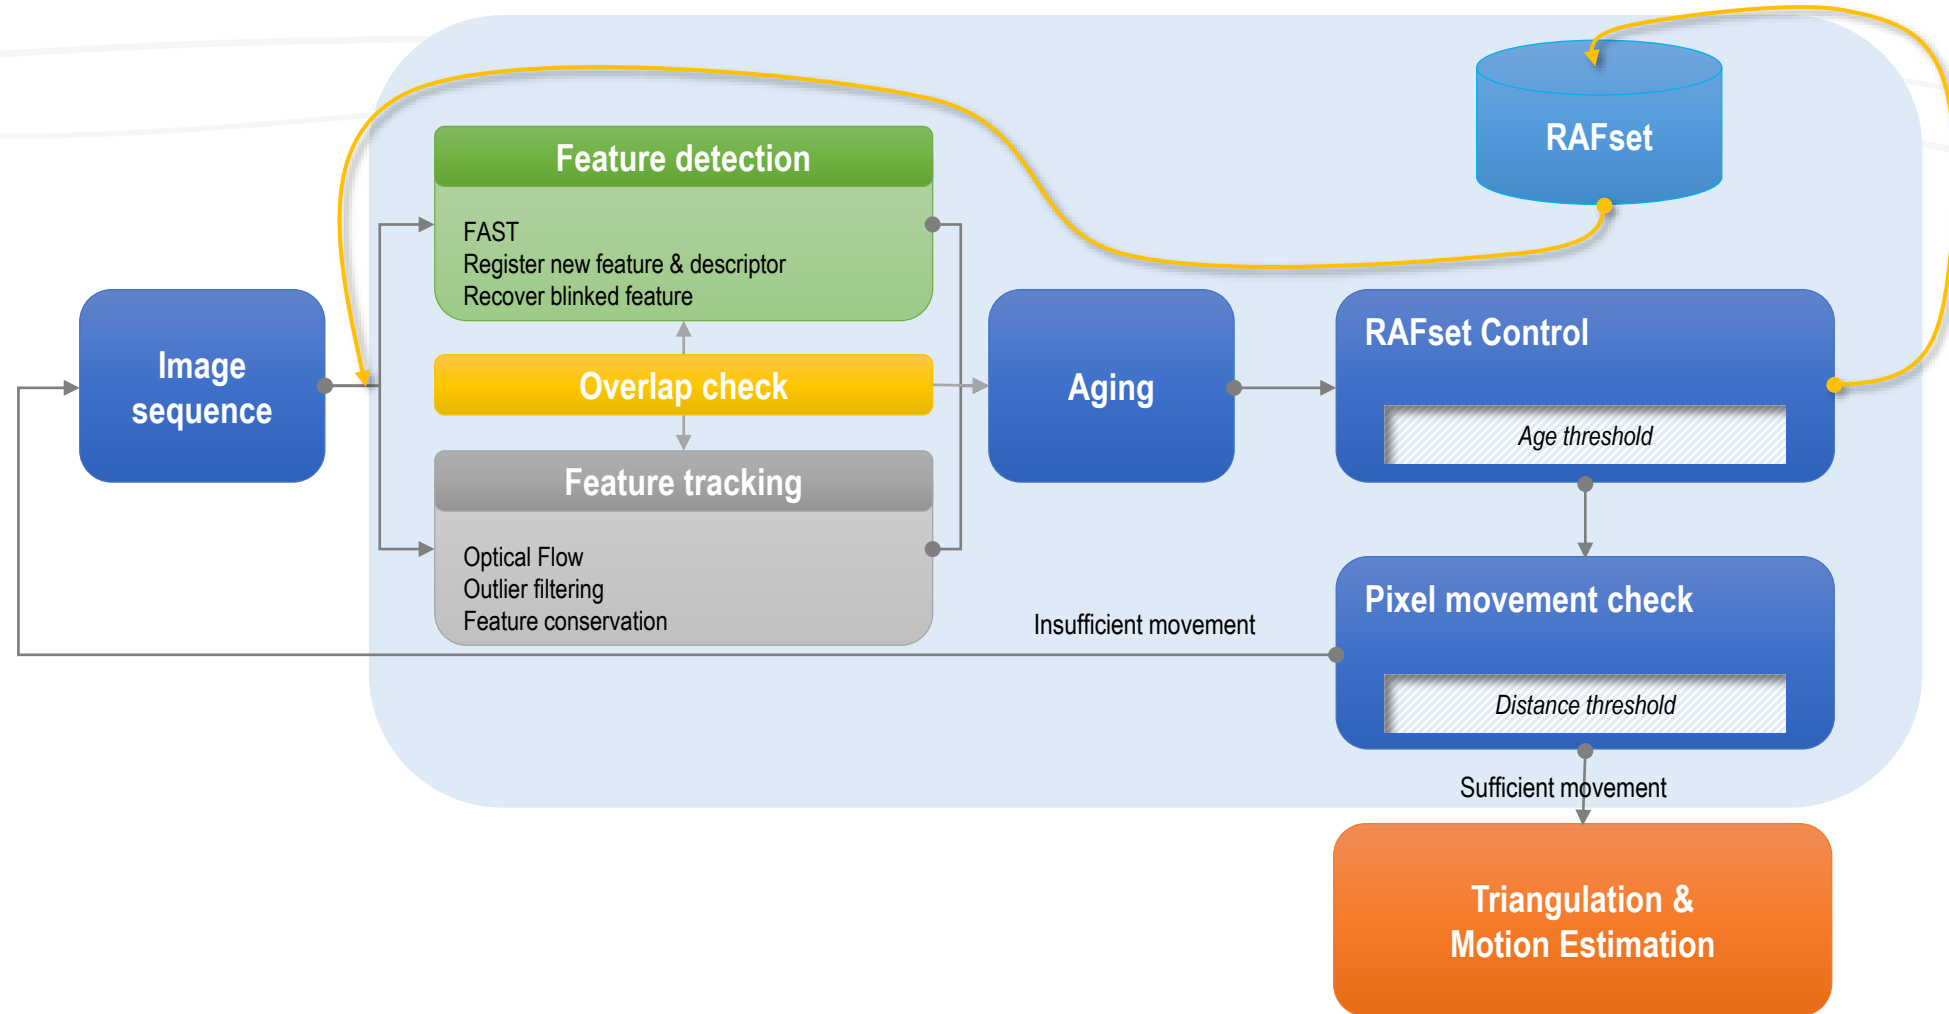 RAFset
Feature detection
FAST
Register new feature & descriptor
Recover blinked feature
Image
sequence
Overlap check
Aging
RAFset Control
Age threshold
Feature tracking
Optical Flow
Outlier filtering
Feature conservation
Insufficient movement
Pixel movement check
Distance threshold
Sufficient movement
Triangulation &
Motion Estimation